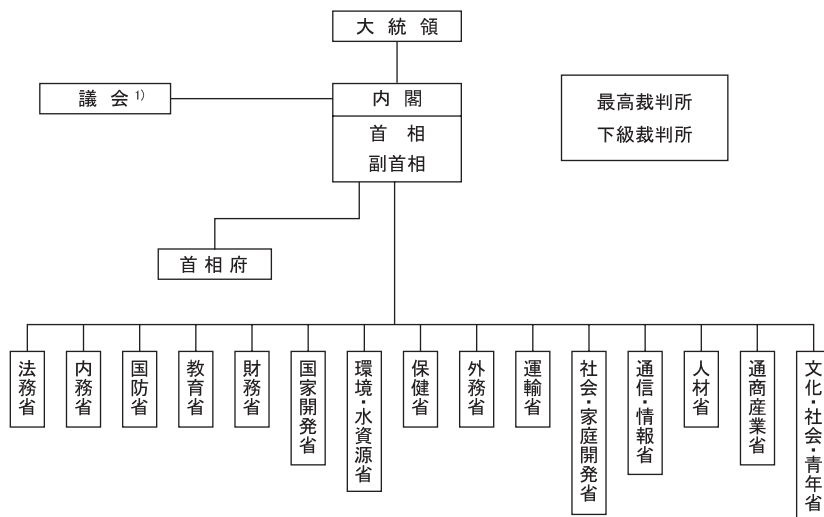 大統領
議会 1)
内閣
首相
副首相
最高裁判所
下級裁判所
首相府
法務省
内務省
国防省
教育省
財務省
国家開発省
環境・水資源省
保健省
外務省
運輸省
社会・家庭開発省
通信・情報省
人材省
通商産業省
文化・社会・青年省